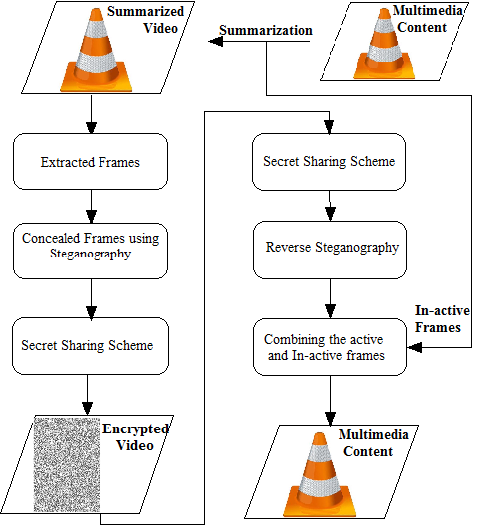 Summarized
Video
Summarization
Multimedia
Content
Extracted Frames
Concealed Frames using
Steganography
Secret Sharing Scheme
Encrypted
Video
Secret Sharing Scheme
Reverse Steganography
In-active
Frames
Combining the active
and In-active frames
Multimedia
Content